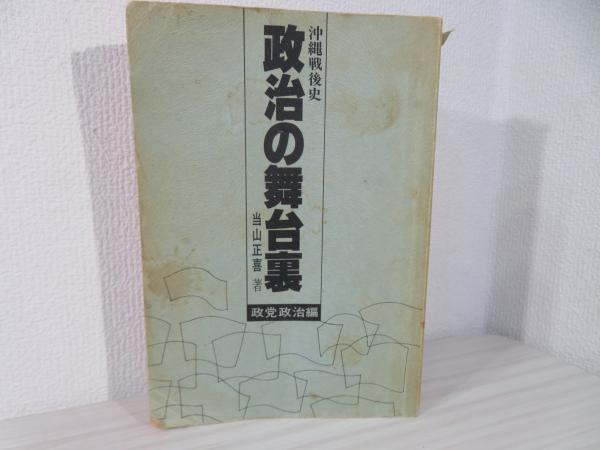 沖縄戦後史
政治の舞台裏
当山正喜 著
政党政治編